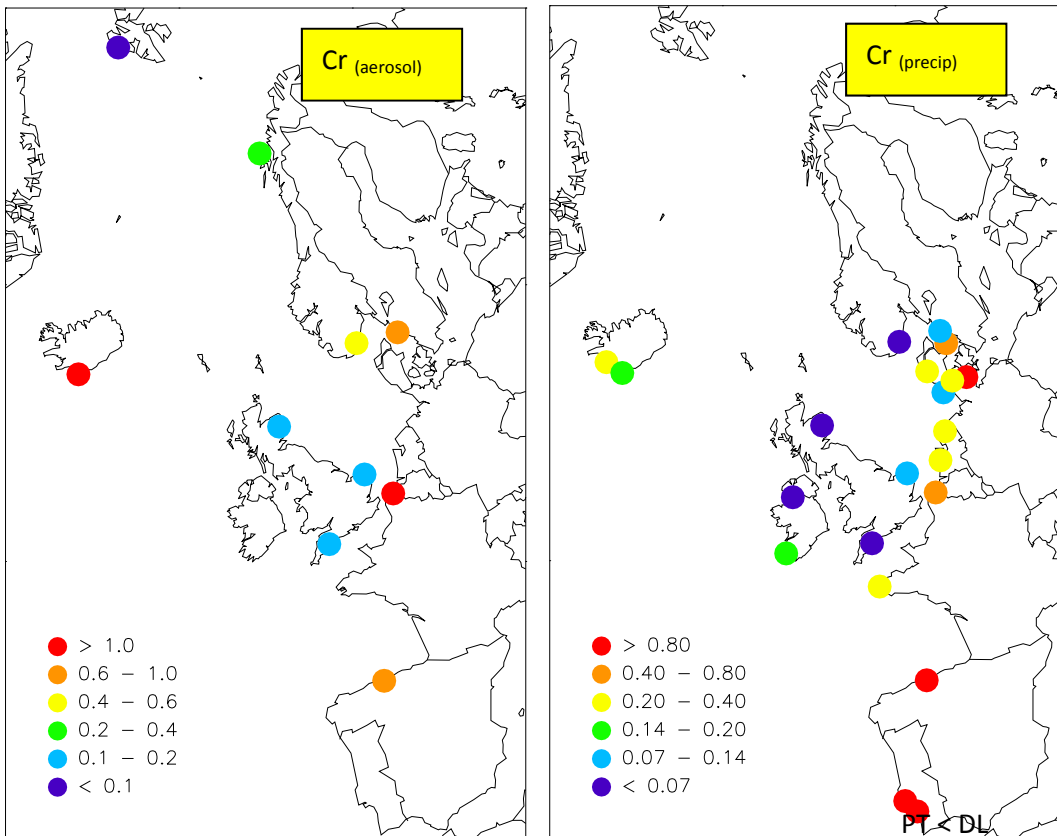 Cr (aerosol)
> 1.0
0.6 – 1.0
0.4 – 0.6
0.2 – 0.4
0.1 – 0.2
< 0.1
Cr (precip)
> 0.80
0.40 – 0.80
0.20 – 0.40
0.14 – 0.20
0.07 – 0.14
< 0.07
PT < DL